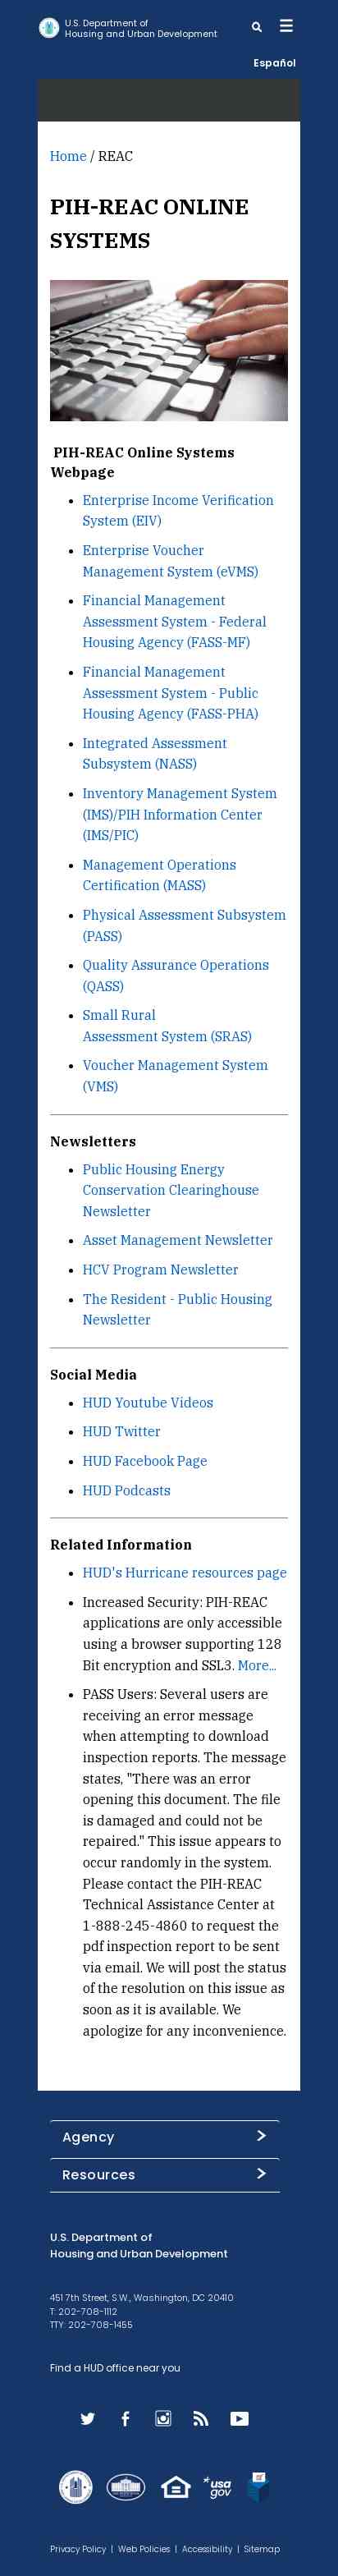 U.S. Department of
Housing and Urban Development
Español
Home / REAC
PIH-REAC ONLINE
SYSTEMS
PIH-REAC Online Systems
Webpage
Enterprise Income Verification
System (EIV)
Enterprise Voucher
Management System (eVMS)
Financial Management
Assessment System - Federal
Housing Agency (FASS-MF)
Financial Management
Assessment System - Public
Housing Agency (FASS-PHA)
Integrated Assessment
Subsystem (NASS)
Inventory Management System
(IMS)/PIH Information Center
(IMS/PIC)
Management Operations
Certification (MASS)
Physical Assessment Subsystem
(PASS)
Quality Assurance Operations
(QASS)
Small Rural
Assessment System (SRAS)
Voucher Management System
(VMS)
Newsletters
Public Housing Energy
Conservation Clearinghouse
Newsletter
Asset Management Newsletter
HCV Program Newsletter
The Resident - Public Housing
Newsletter
Social Media
HUD Youtube Videos
HUD Twitter
HUD Facebook Page
HUD Podcasts
Related Information
HUD's Hurricane resources page
Increased Security: PIH-REAC
applications are only accessible
using a browser supporting 128
Bit encryption and SSL3. More...
PASS Users: Several users are
receiving an error message
when attempting to download
inspection reports. The message
states, "There was an error
opening this document. The file
is damaged and could not be
repaired." This issue appears to
occur randomly in the system.
Please contact the PIH-REAC
Technical Assistance Center at
1-888-245-4860 to request the
pdf inspection report to be sent
via email. We will post the status
of the resolution on this issue as
soon as it is available. We
apologize for any inconvenience.
Agency
Resources
U.S. Department of
Housing and Urban Development
451 7th Street, S.W., Washington, DC 20410
T: 202-708-1112
TTY: 202-708-1455
Find a HUD office near you
usa
gov
Privacy Policy | Web Policies | Accessibility | Sitemap